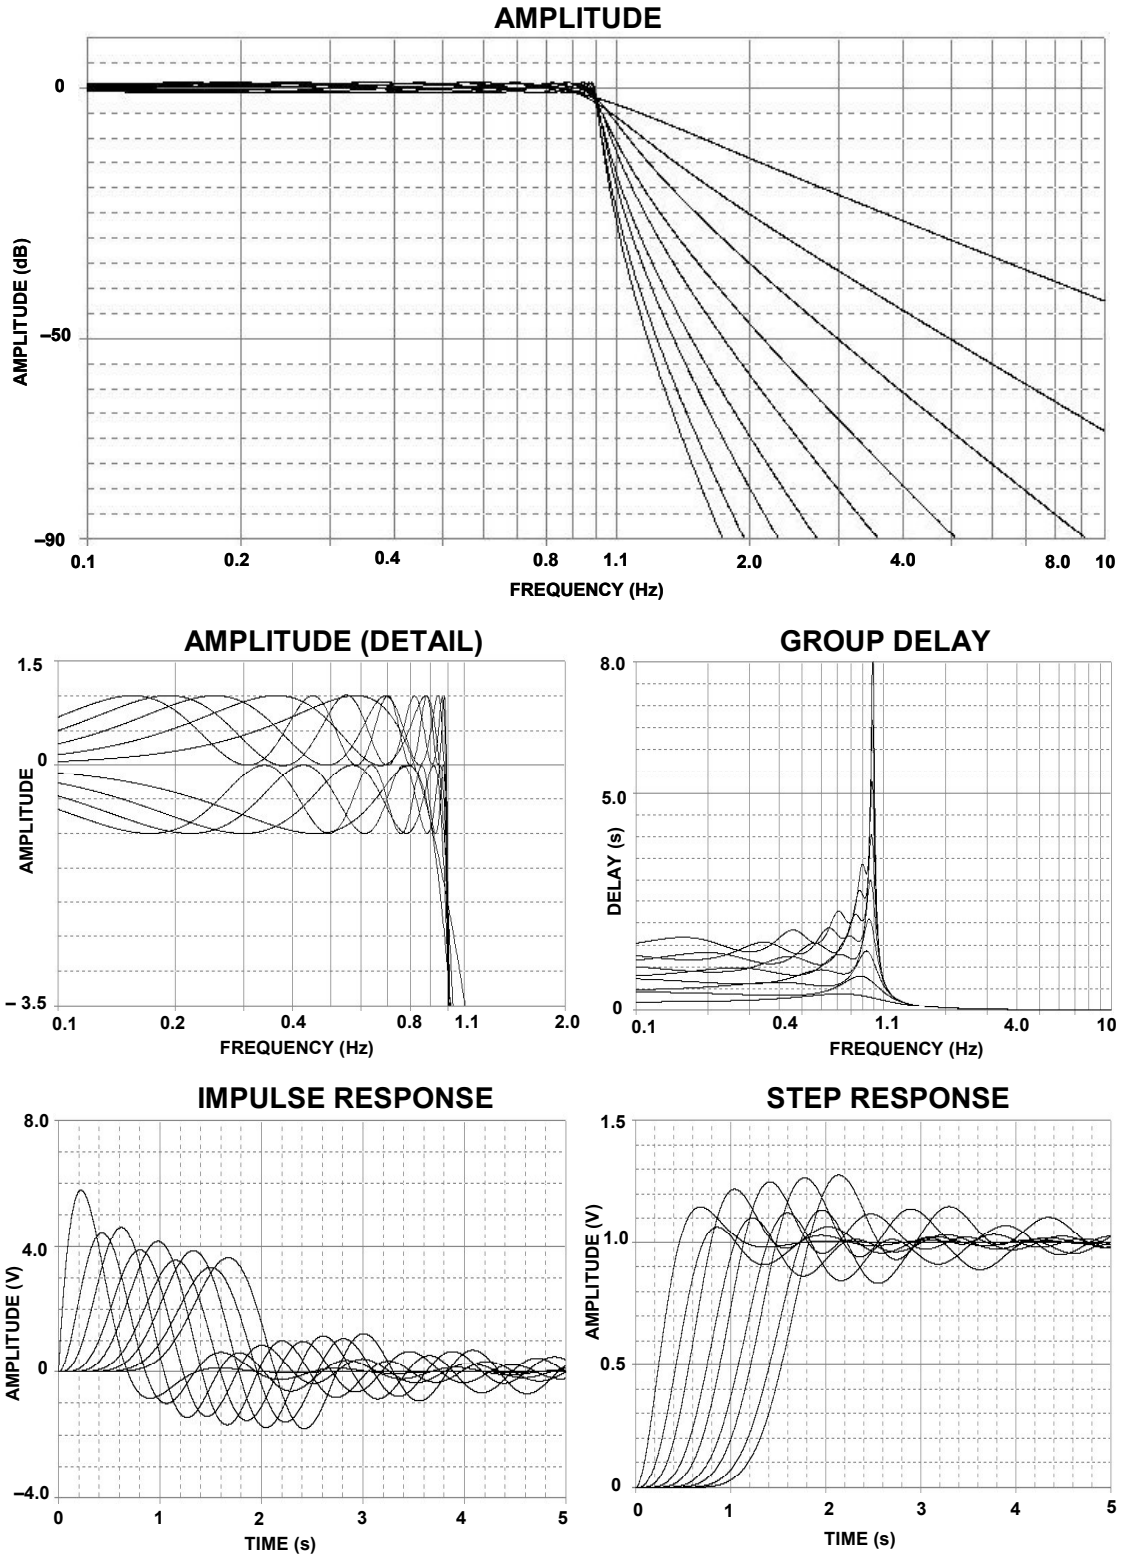 AMPLITUDE
0
–50
–90
AMPLITUDE (dB)
0.1 0.2 0.4 0.8 1.1 2.0 4.0 8.0 10
FREQUENCY (Hz)
AMPLITUDE (DETAIL)
1.5
0
–3.5
AMPLITUDE
0.1 0.2 0.4 0.8 1.1 2.0
FREQUENCY (Hz)
GROUP DELAY
8.0
5.0
0
DELAY (s)
0.1 0.4 1.1 4.0 10
FREQUENCY (Hz)
IMPULSE RESPONSE
8.0
4.0
0
–4.0
AMPLITUDE (V)
0 1 2 3 4 5
TIME (s)
STEP RESPONSE
1.5
1.0
0.5
0
AMPLITUDE (V)
0 1 2 3 4 5
TIME (s)